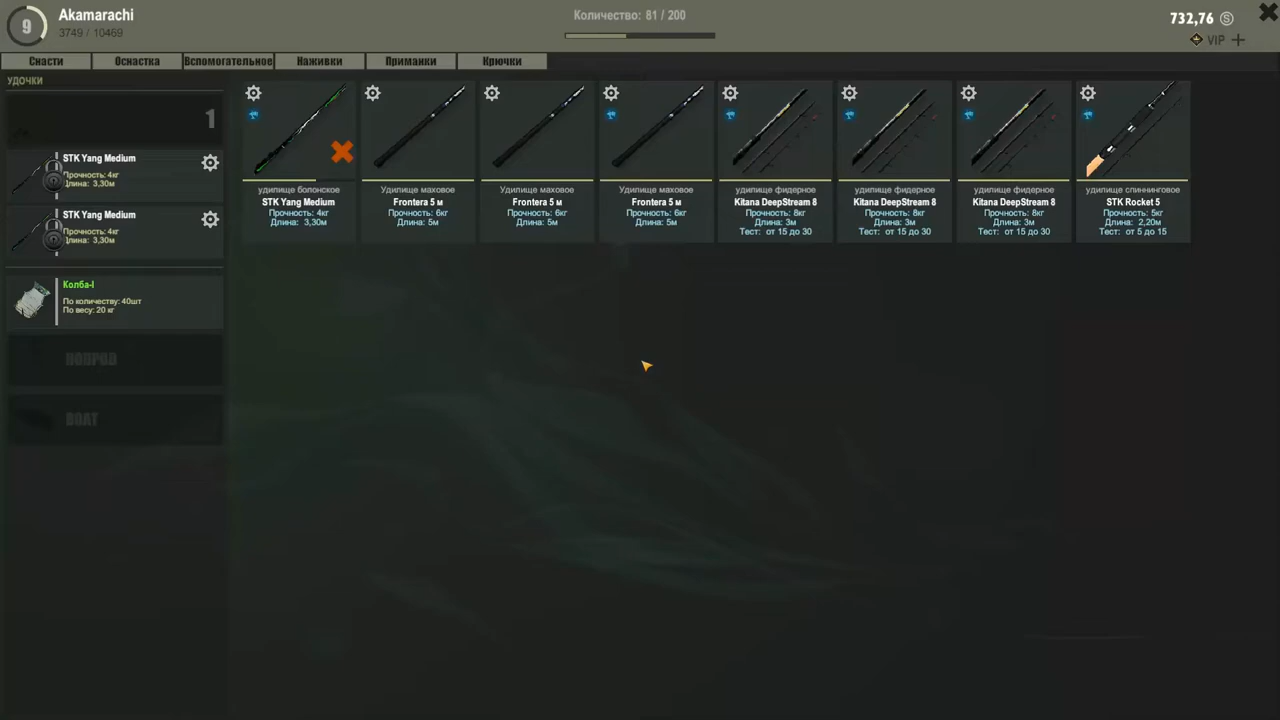 9
Akamarachi
3749 / 10469
Количество: 81 / 200
732,76 S
VIP
Снасти
Оснастка
Вспомогательное
Наживки
Приманки
Крючки
УДОЧКИ
1
STK Yang Medium
Прочность: 4кг
Длина: 3,30м
STK Yang Medium
Прочность: 4кг
Длина: 3,30м
Колба-I
По количеству: 40шт
По весу: 20 кг
BOAT
удилище болонское
STK Yang Medium
Прочность: 4кг
Длина: 3,30м
Удилище маховое
Frontera 5 м
Прочность: 6кг
Длина: 5м
Удилище маховое
Frontera 5 м
Прочность: 6кг
Длина: 5м
Удилище маховое
Frontera 5 м
Прочность: 6кг
Длина: 5м
удилище фидерное
Kitana DeepStream 8
Прочность: 8кг
Длина: 3м
Тест: от 15 до 30
удилище фидерное
Kitana DeepStream 8
Прочность: 8кг
Длина: 3м
Тест: от 15 до 30
удилище фидерное
Kitana DeepStream 8
Прочность: 8кг
Длина: 3м
Тест: от 15 до 30
удилище спиннинговое
STK Rocket 5
Прочность: 5кг
Длина: 2,20м
Тест: от 5 до 15